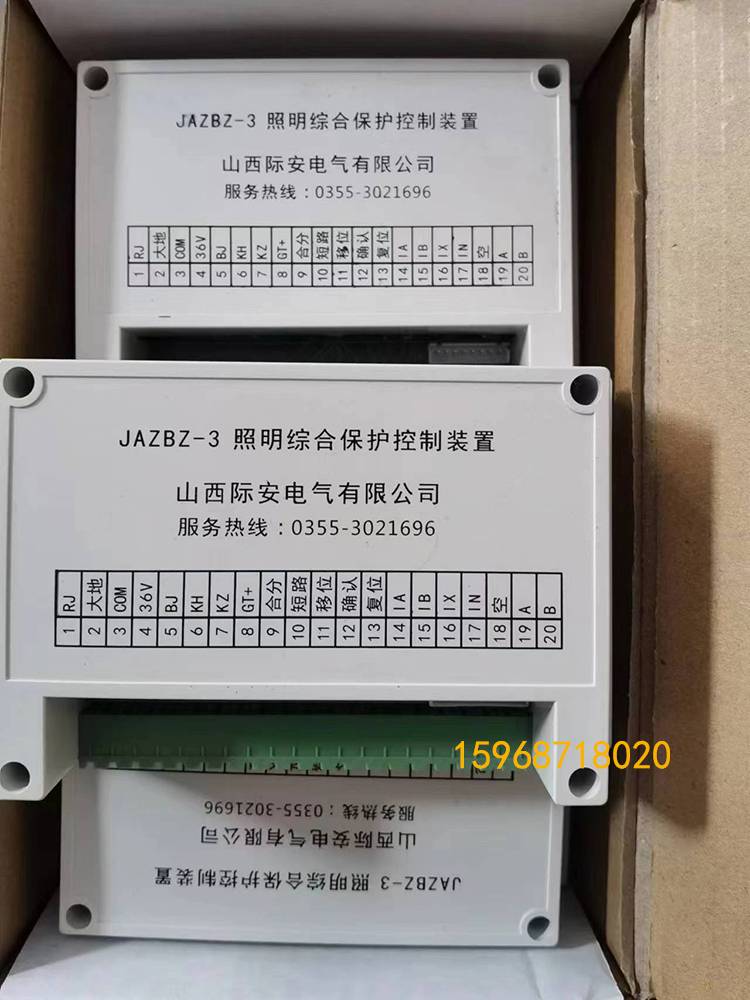 JAZBZ-3 照明综合保护控制装置
山西际安电气有限公司
服务热线：0355-3021696
RJ 大地 COM 36V BJ KH KZ GT+ 合分 短路 移位 确认 复位 IA IB IX IN 空 A B
1 2 3 4 5 6 7 8 9 10 11 12 13 14 15 16 17 18 19 20
JAZBZ-3 照明综合保护控制装置
山西际安电气有限公司
服务热线：0355-3021696
RJ 大地 COM 36V BJ KH KZ GT+ 合分 短路 移位 确认 复位 IA IB IX IN 空 A B
1 2 3 4 5 6 7 8 9 10 11 12 13 14 15 16 17 18 19 20
15968718020
服务热线：0355-3021696
山西际安电气有限公司
JAZBZ-3 照明综合保护控制装置